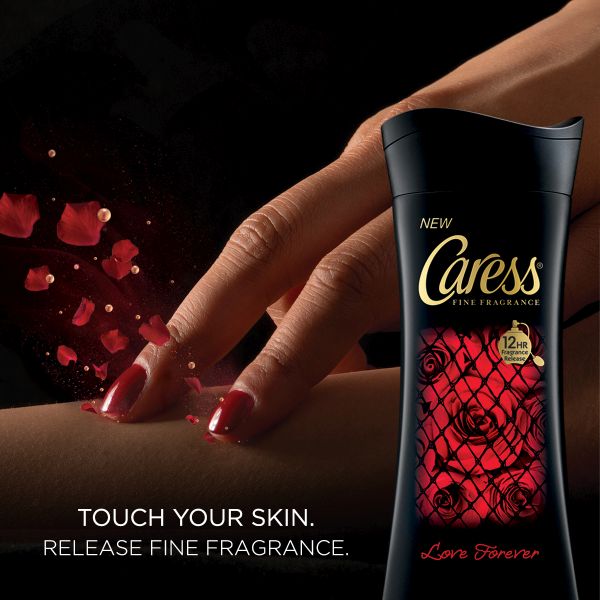 NEW
Caress®
FINE FRAGRANCE
12HR
Fragrance
Release
Love Forever
TOUCH YOUR SKIN.
RELEASE FINE FRAGRANCE.